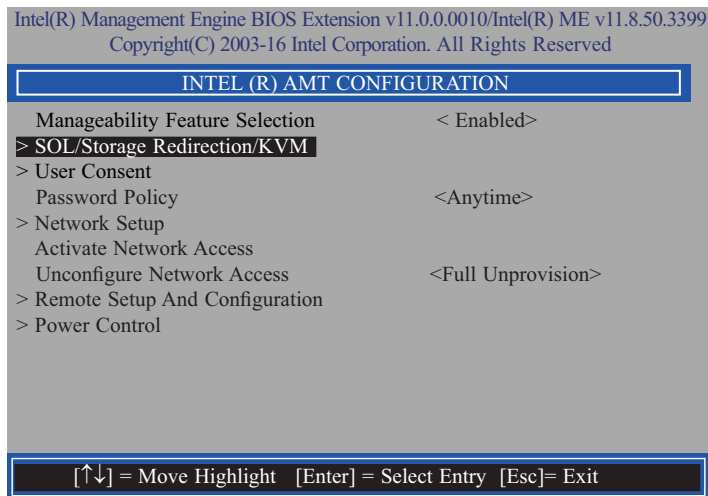 Intel(R) Management Engine BIOS Extension v11.0.0.0010/Intel(R) ME v11.8.50.3399
Copyright(C) 2003-16 Intel Corporation. All Rights Reserved
INTEL (R) AMT CONFIGURATION
Manageability Feature Selection < Enabled>
> SOL/Storage Redirection/KVM
> User Consent
Password Policy <Anytime>
> Network Setup
Activate Network Access
Unconfigure Network Access <Full Unprovision>
> Remote Setup And Configuration
> Power Control
[↑↓] = Move Highlight [Enter] = Select Entry [Esc]= Exit